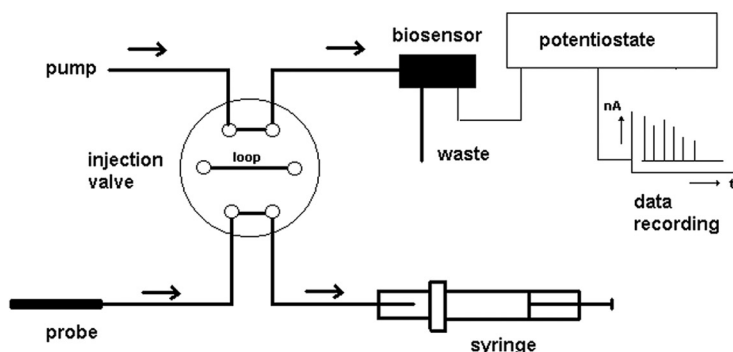 biosensor
potentiostate
pump
nA
injection
valve
loop
waste
t
data
recording
probe
syringe